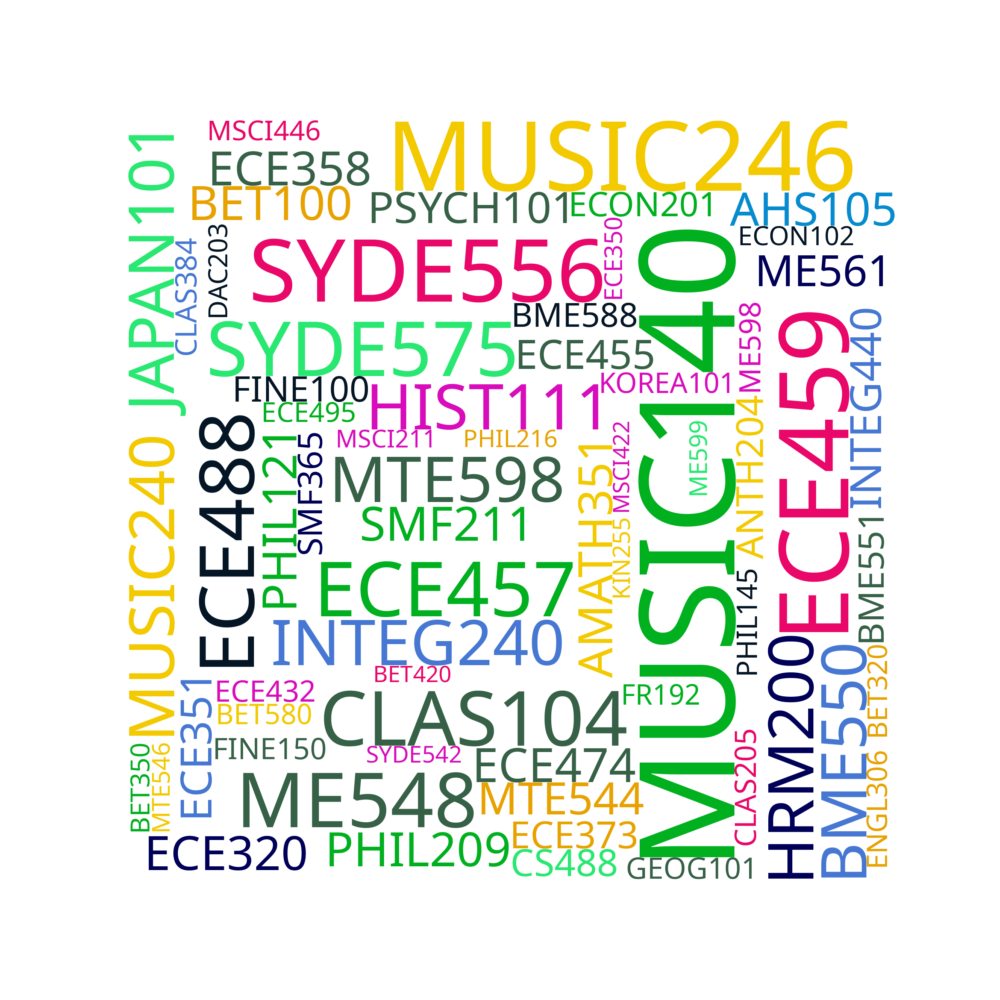 MSCI446
MUSIC246
JAPAN101
ECE358
BET100
PSYCH101
ECON201
AHS105
DAC203
CLAS384
SYDE556
ECE350
ECON102
ME561
MUSIC140
BME588
SYDE575
ECE455
ME598
ECE459
INTEG440
FINE100
HIST111
KOREA101
ECE495
MSCI211
PHIL216
ANTH204
ME599
MSCI422
ECE488
PHIL121
SMF365
MTE598
AMATH351
MUSIC240
SMF211
KIN255
BME551
ECE457
PHIL145
INTEG240
HRM200
BME550
BET320
BET420
ECE432
CLAS104
FR192
ECE351
BET580
FINE150
SYDE542
ECE474
CLAS205
BET350
MTE546
ME548
MTE544
ENGL306
ECE373
ECE320
PHIL209
CS488
GEOG101